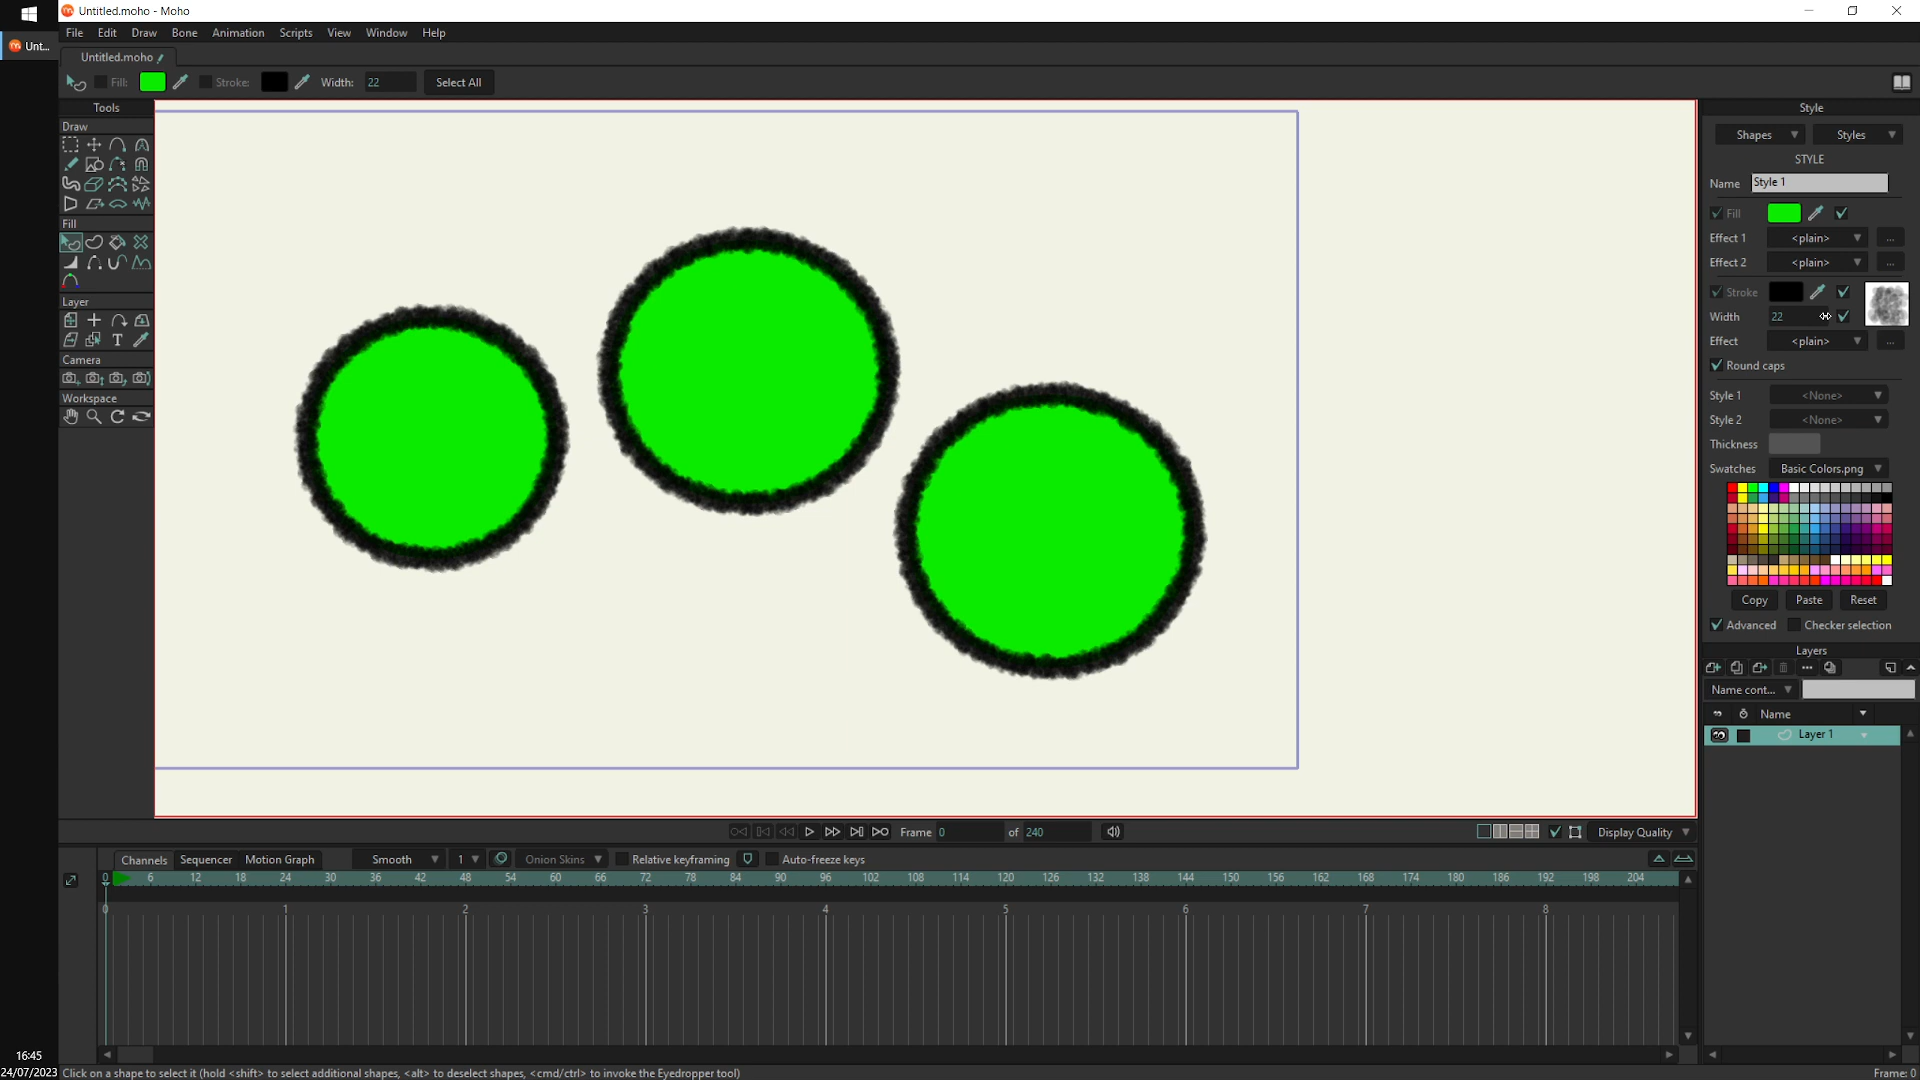 Untitled.moho - Moho
Unt...
File Edit Draw Bone Animation Scripts View Window Help
Untitled.moho
Fill: Stroke: Width: 22 Select All
Tools
Draw
Fill
Layer
Camera
Workspace
Style
Shapes Styles
STYLE
Name Style 1
Fill
Effect 1 <plain> ...
Effect 2 <plain> ...
Stroke
Width 22
Effect <plain> ...
Round caps
Style 1 <None>
Style 2 <None>
Thickness
Swatches Basic Colors.png
Copy Paste Reset
Advanced Checker selection
Layers
Name cont...
Name
Layer 1
Frame 0 of 240 Display Quality
Channels Sequencer Motion Graph Smooth 1 Onion Skins Relative keyframing Auto-freeze keys
0 6 12 18 24 30 36 42 48 54 60 66 72 78 84 90 96 102 108 114 120 126 132 138 144 150 156 162 168 174 180 186 192 198 204
0 1 2 3 4 5 6 7 8
16:45
24/07/2023
Click on a shape to select it (hold <shift> to select additional shapes, <alt> to deselect shapes, <cmd/ctrl> to invoke the Eyedropper tool)
Frame: 0